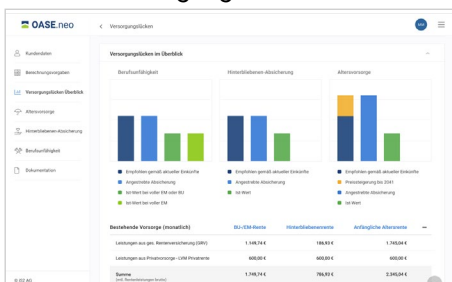 OASE.neo
Versorgungslücken
Kundendaten
Berechnungsvorgaben
Versorgungslücken Überblick
Altersvorsorge
Hinterbliebenen-Absicherung
Berufsunfähigkeit
Dokumentation
Versorgungslücken im Überblick
Berufsunfähigkeit
Hinterbliebenen-Absicherung
Altersvorsorge
Empfohlen gemäß aktueller Einkünfte
Angestrebte Absicherung
Ist-Wert bei voller EM oder BU
Ist-Wert bei voller EM
Empfohlen gemäß aktueller Einkünfte
Angestrebte Absicherung
Ist-Wert
Empfohlen gemäß aktueller Einkünfte
Preissteigerung bis 2041
Angestrebte Absicherung
Ist-Wert
Bestehende Vorsorge (monatlich) BU-/EM-Rente Hinterbliebenenrente Anfängliche Altersrente
Leistungen aus ges. Rentenversicherung (GRV) 1.149,74 € 186,93 € 1.745,04 €
Leistungen aus Privatvorsorge - LVM Privatrente 600,00 € 600,00 € 600,00 €
Summe 1.749,74 € 786,93 € 2.345,04 €